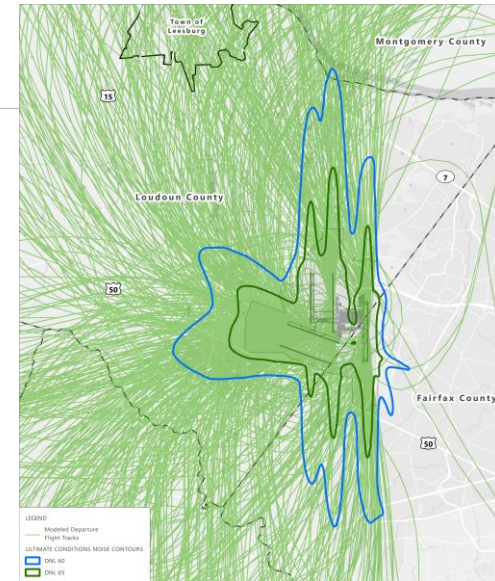 Town of
Leesburg
Montgomery County
15
7
Loudoun County
50
Fairfax County
50
LEGEND
Modeled Departure
Flight Tracks
ULTIMATE CONDITIONS NOISE CONTOURS
DNL 60
DNL 65